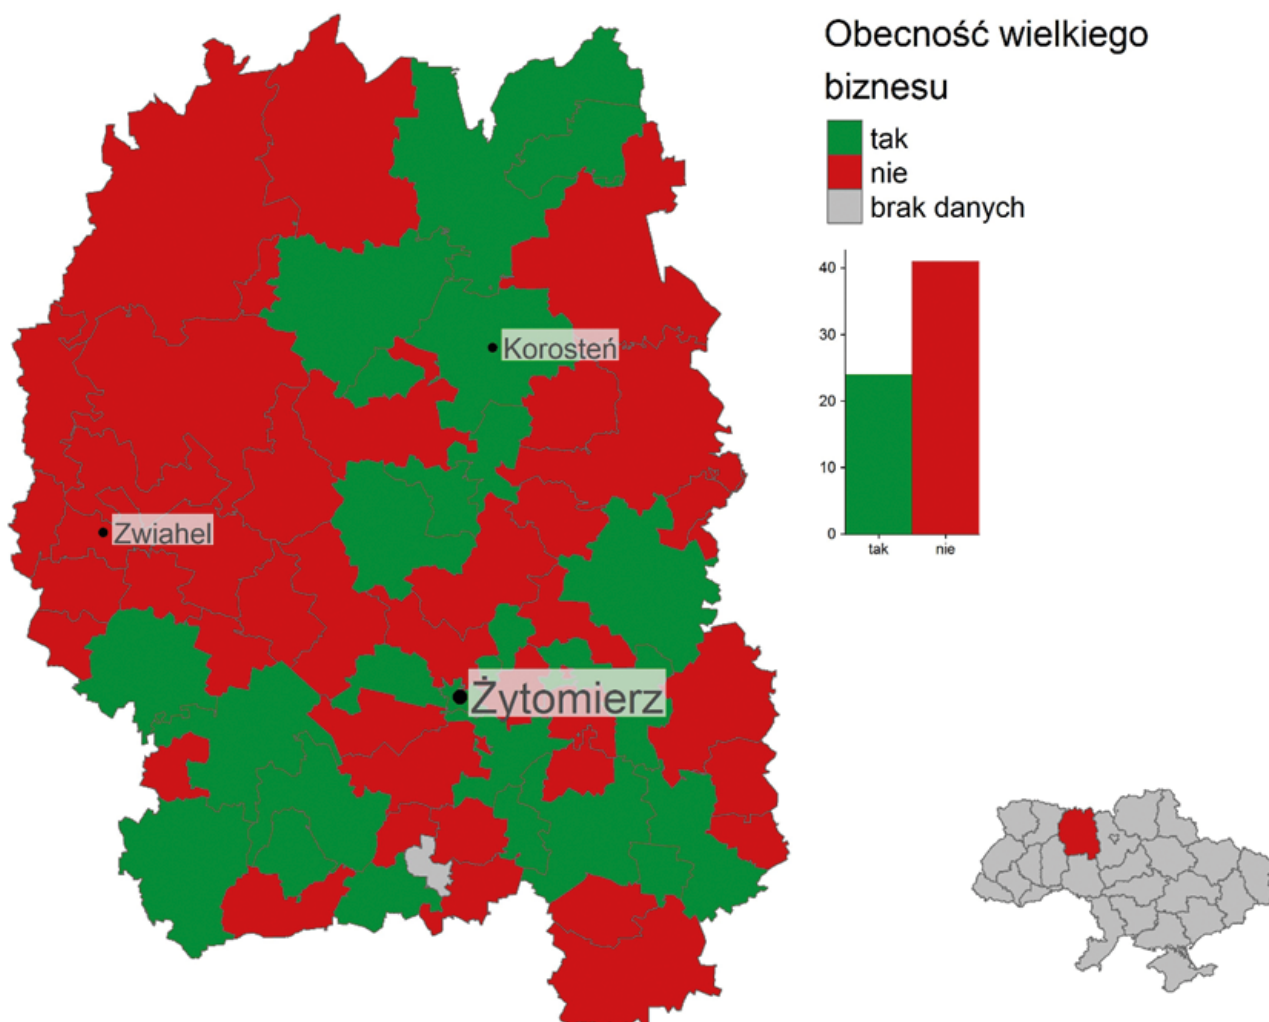 Obecność wielkiego
biznesu
tak
nie
brak danych
40
30
20
10
0
tak nie
Korosteń
Zwiahel
Żytomierz